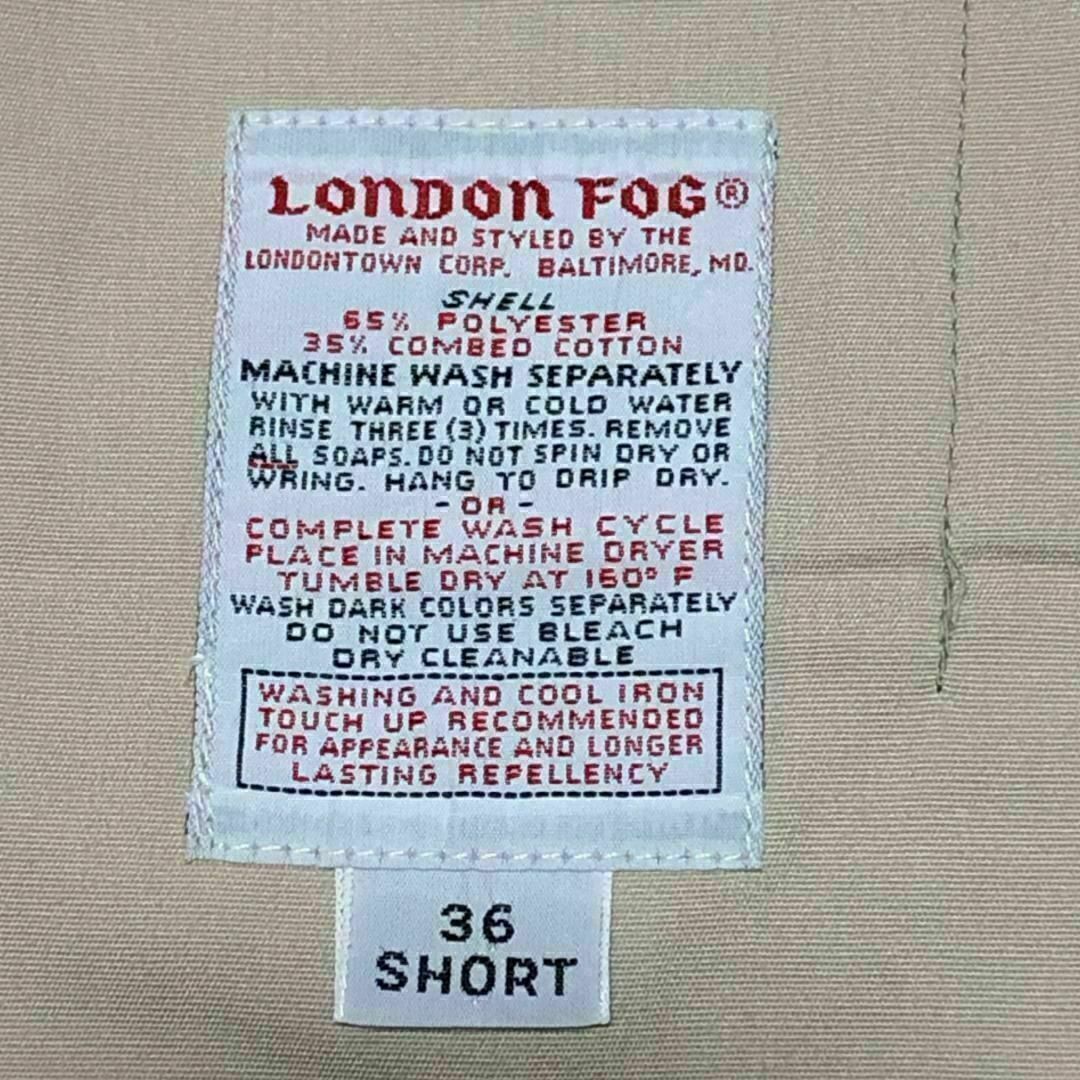 LONDON FOG®
MADE AND STYLED BY THE
LONDONTOWN CORP. BALTIMORE, MD.
SHELL
65% POLYESTER
35% COMBED COTTON
MACHINE WASH SEPARATELY
WITH WARM OR COLD WATER
RINSE THREE (3) TIMES. REMOVE
ALL SOAPS. DO NOT SPIN DRY OR
WRING. HANG TO DRIP DRY.
- OR -
COMPLETE WASH CYCLE
PLACE IN MACHINE DRYER
TUMBLE DRY AT 160° F
WASH DARK COLORS SEPARATELY
DO NOT USE BLEACH
DRY CLEANABLE
WASHING AND COOL IRON
TOUCH UP RECOMMENDED
FOR APPEARANCE AND LONGER
LASTING REPELLENCY
36
SHORT